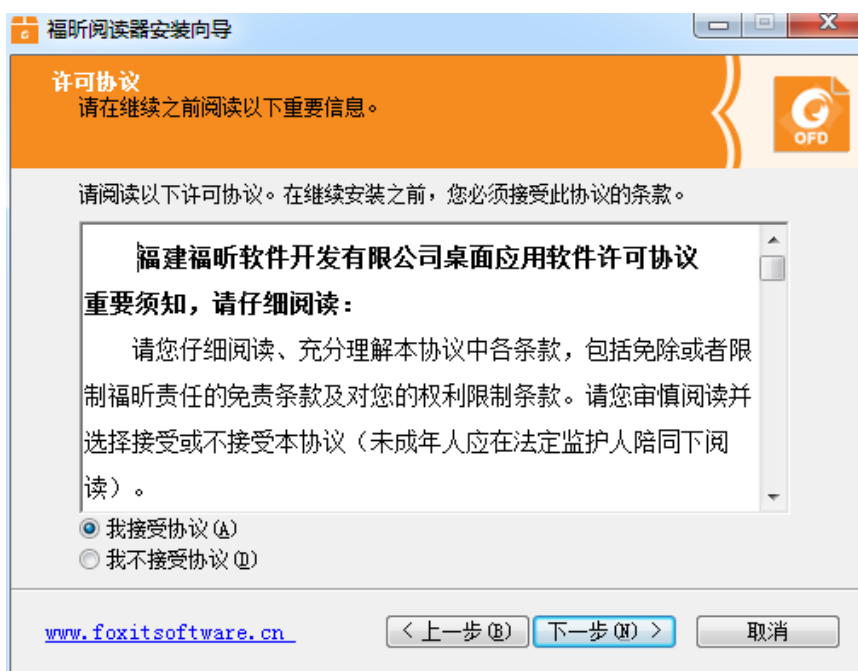 福昕阅读器安装向导
许可协议
请在继续之前阅读以下重要信息。
OFD
请阅读以下许可协议。在继续安装之前，您必须接受此协议的条款。
福建福昕软件开发有限公司桌面应用软件许可协议
重要须知，请仔细阅读：
请您仔细阅读、充分理解本协议中各条款，包括免除或者限
制福昕责任的免责条款及对您的权利限制条款。请您审慎阅读并
选择接受或不接受本协议（未成年人应在法定监护人陪同下阅
读）。
我接受协议(A)
我不接受协议(D)
www.foxitsoftware.cn
< 上一步(B)
下一步(N) >
取消